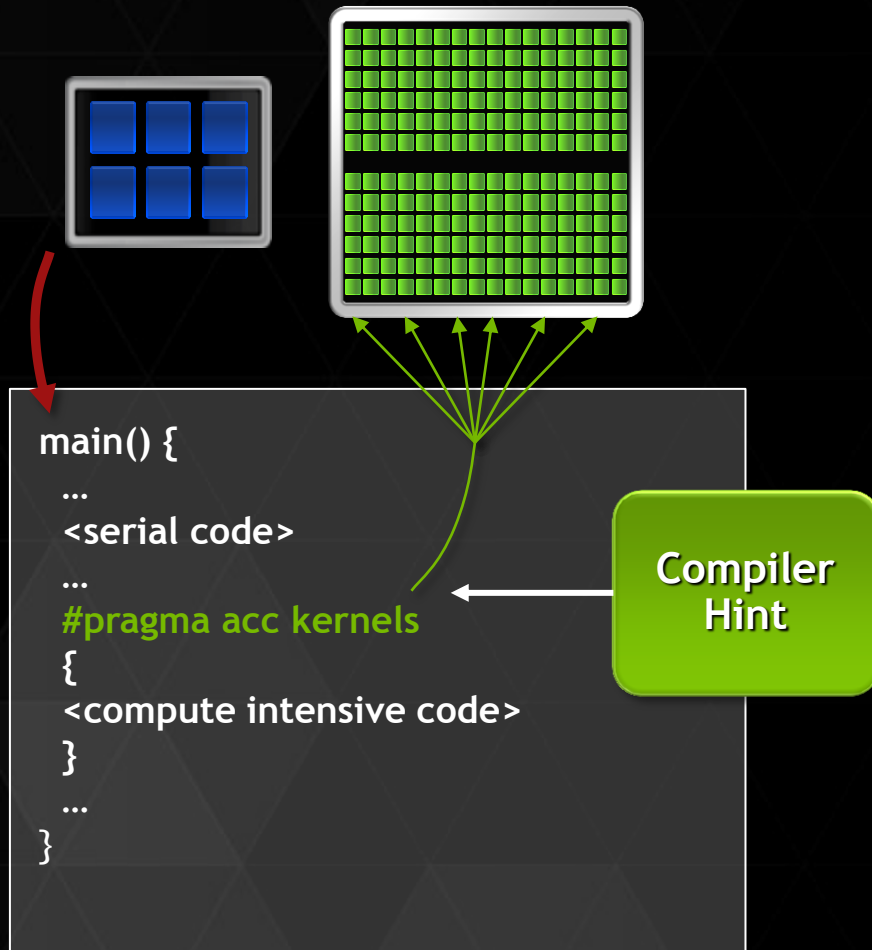 main() {
…
<serial code>
…
#pragma acc kernels
{
<compute intensive code>
}
…
}
Compiler
Hint